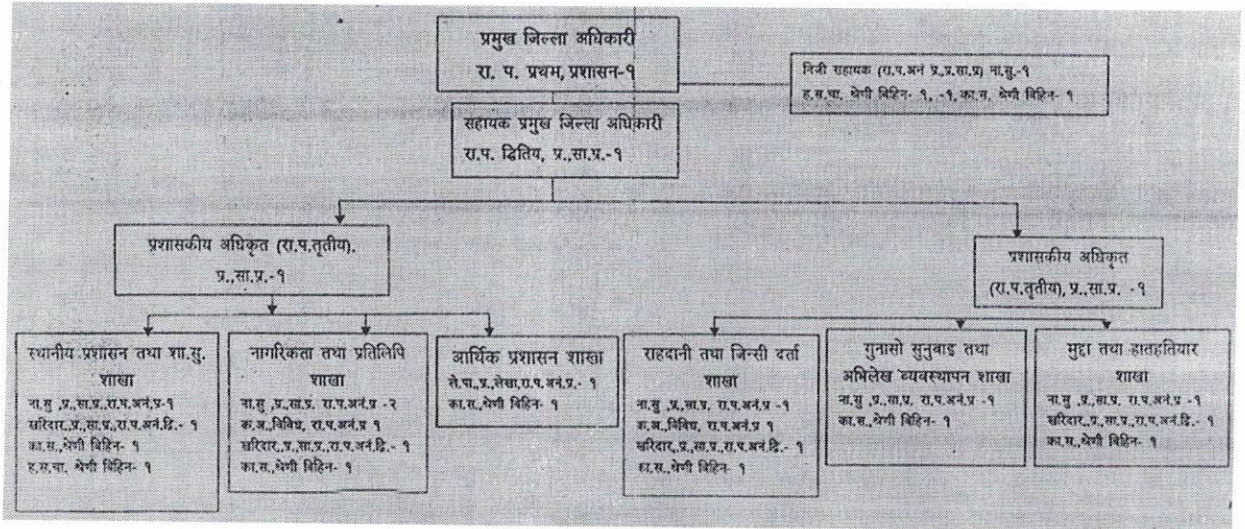 प्रमुख जिल्ला अधिकारी
रा. प. प्रथम, प्रशासन-१
निजी सहायक (रा.प.अनं प्र.,प्र.,सा.प्र) ना.सु.-१
ह.स.चा. श्रेणी विहिन- १, -१, का.स. श्रेणी विहिन- १
सहायक प्रमुख जिल्ला अधिकारी
रा.प. द्धितिय, प्र.,सा.प्र.-१
प्रशासकीय अधिकृत (रा.प.तृतीय).
प्र.,सा.प्र.-१
प्रशासकीय अधिकृत
(रा.प.तृतीय), प्र.,सा.प्र. -१
स्थानीय प्रशासन तथा शा.सु.
शाखा
ना.सु ,प्र.,सा.प्र.,रा.प.अनं.प्र-१
खरिदार,,प्र.,सा.प्र.,रा.प.अनं.द्वि.- १
का.स.,श्रेणी विहिन- १
ह.स.चा. श्रेणी विहिन- १
नागरिकता तथा प्रतिलिपि
शाखा
ना.सु ,प्र.,सा.प्र. रा.प.अनं.प्र -२
क.अ.,विविध, रा.प.अनं.प्र १
खरिदार,,प्र.,सा.प्र.,रा.प.अनं.द्वि.- १
का.स.,श्रेणी विहिन- १
आर्थिक प्रशासन शाखा
ले.पा.,प्र.,लेखा,रा.प.अनं.प्र.- १
का.स.,श्रेणी विहिन- १
राहदानी तथा जिन्सी दर्ता
शाखा
ना.सु ,प्र.,सा.प्र. रा.प.अनं.प्र -१
क.अ.,विविध, रा.प.अनं.प्र १
खरिदार,,प्र.,सा.प्र.,रा.प.अनं.द्वि.- १
का.स.,श्रेणी विहिन- १
गुनासो सुनुवाइ तथा
अभिलेख व्यवस्थापन शाखा
ना.सु ,प्र.,सा.प्र. रा.प.अनं.प्र -१
का.स.,श्रेणी विहिन- १
मुद्दा तथा हातहतियार
शाखा
ना.सु ,प्र.,सा.प्र. रा.प.अनं.प्र -१
खरिदार,,प्र.,सा.प्र.,रा.प.अनं.द्वि.- १
का.स.,श्रेणी विहिन- १